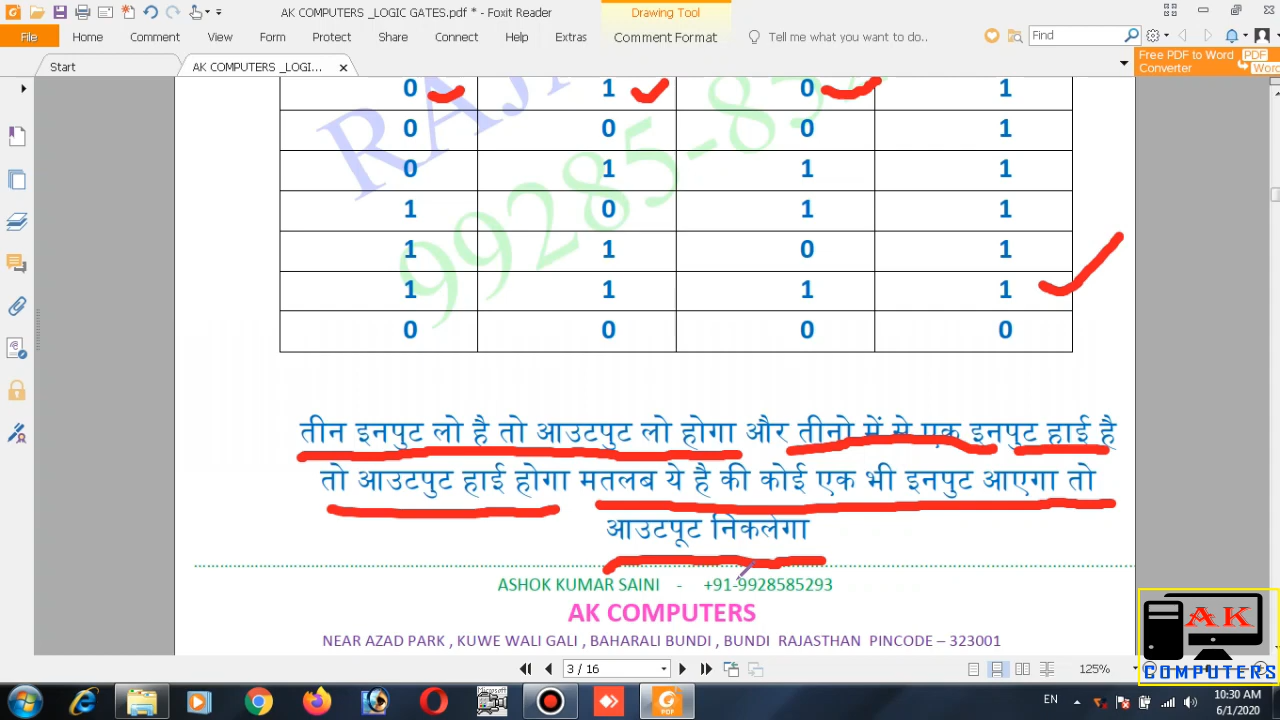 AK COMPUTERS _LOGIC GATES.pdf * - Foxit Reader
Drawing Tool
File Home Comment View Form Protect Share Connect Help Extras Comment Format Tell me what you want to do.. Find
Start AK COMPUTERS _LOGI... Free PDF to Word
Converter
PDF
Word
RAJ
99285-85
0 1 0 1
0 0 0 1
0 1 1 1
1 0 1 1
1 1 0 1
1 1 1 1
0 0 0 0
तीन इनपुट लो है तो आउटपुट लो होगा और तीनो में से एक इनपुट हाई है
तो आउटपुट हाई होगा मतलब ये है की कोई एक भी इनपुट आएगा तो
आउटपूट निकलेगा
ASHOK KUMAR SAINI - +91-9928585293
AK COMPUTERS
NEAR AZAD PARK , KUWE WALI GALI , BAHARALI BUNDI , BUNDI RAJASTHAN PINCODE – 323001
AK
COMPUTERS
3 / 16 125%
EN 10:30 AM
6/1/2020